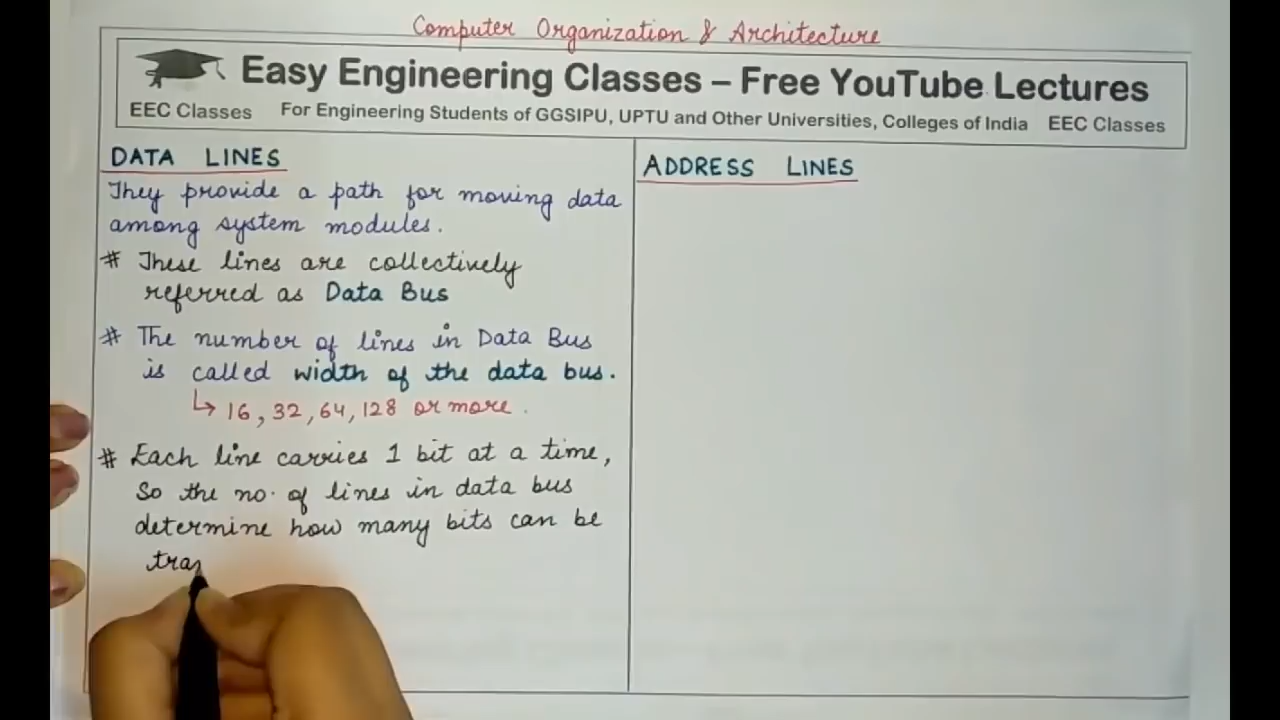 Computer Organization & Architecture
Easy Engineering Classes – Free YouTube Lectures
EEC Classes For Engineering Students of GGSIPU, UPTU and Other Universities, Colleges of India EEC Classes
DATA LINES
They provide a path for moving data
among system modules.
# These lines are collectively
referred as Data Bus
# The number of lines in Data Bus
is called width of the data bus.
↳ 16, 32, 64, 128 or more.
# Each line carries 1 bit at a time,
So the no. of lines in data bus
determine how many bits can be
tran
ADDRESS LINES